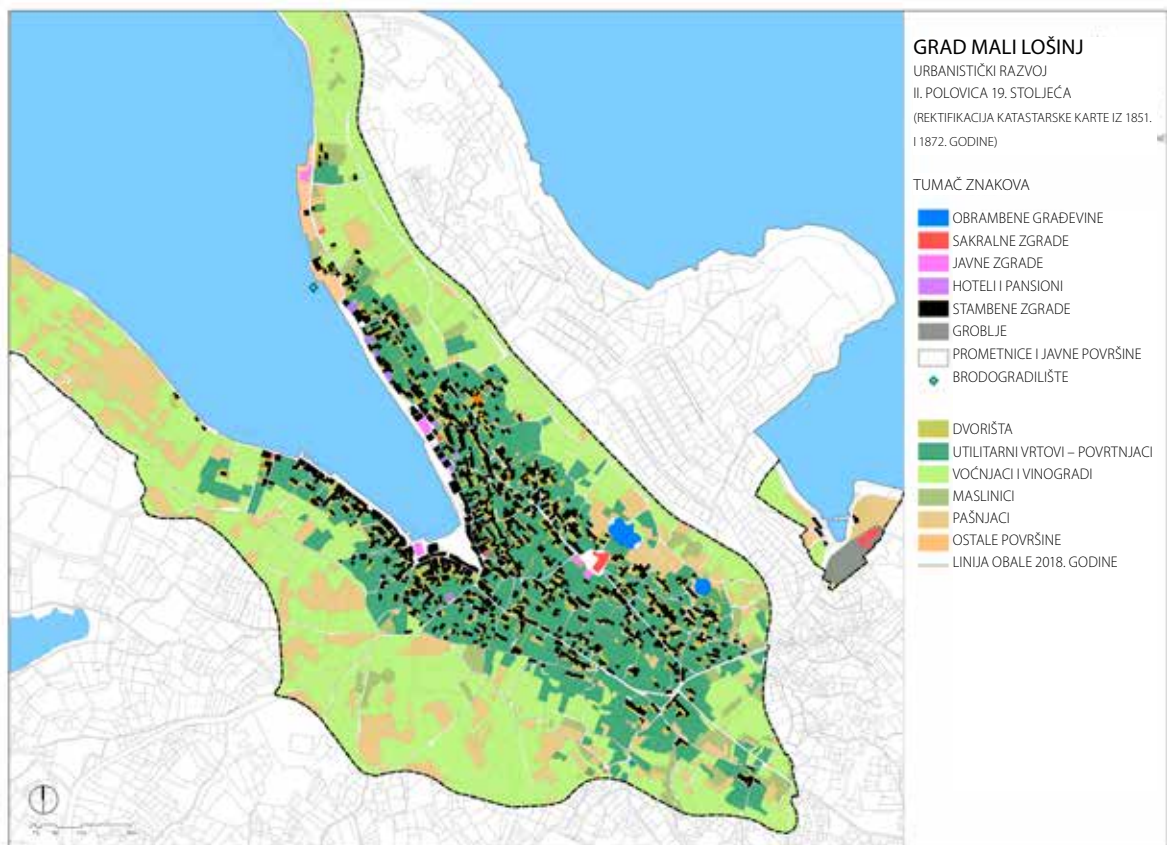 GRAD MALI LOŠINJ
URBANISTIČKI RAZVOJ
II. POLOVICA 19. STOLJEĆA
(REKTIFIKACIJA KATASTARSKE KARTE IZ 1851.
I 1872. GODINE)
TUMAČ ZNAKOVA
OBRAMBENE GRAĐEVINE
SAKRALNE ZGRADE
JAVNE ZGRADE
HOTELI I PANSIONI
STAMBENE ZGRADE
GROBLJE
PROMETNICE I JAVNE POVRŠINE
BRODOGRADILIŠTE
DVORIŠTA
UTILITARNI VRTOVI – POVRTNJACI
VOĆNJACI I VINOGRADI
MASLINICI
PAŠNJACI
OSTALE POVRŠINE
LINIJA OBALE 2018. GODINE